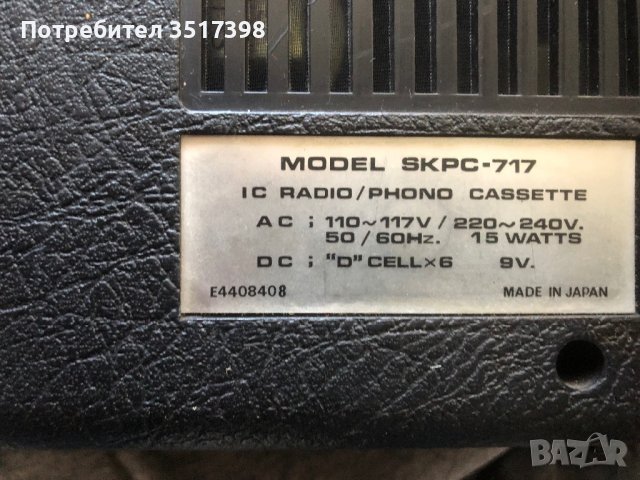 Потребител 3517398
MODEL SKPC-717
IC RADIO/PHONO CASSETTE
AC ; 110~117V / 220~240V.
50 / 60Hz. 15 WATTS
DC ; "D" CELL×6 9V.
E4408408 MADE IN JAPAN
BAZAR